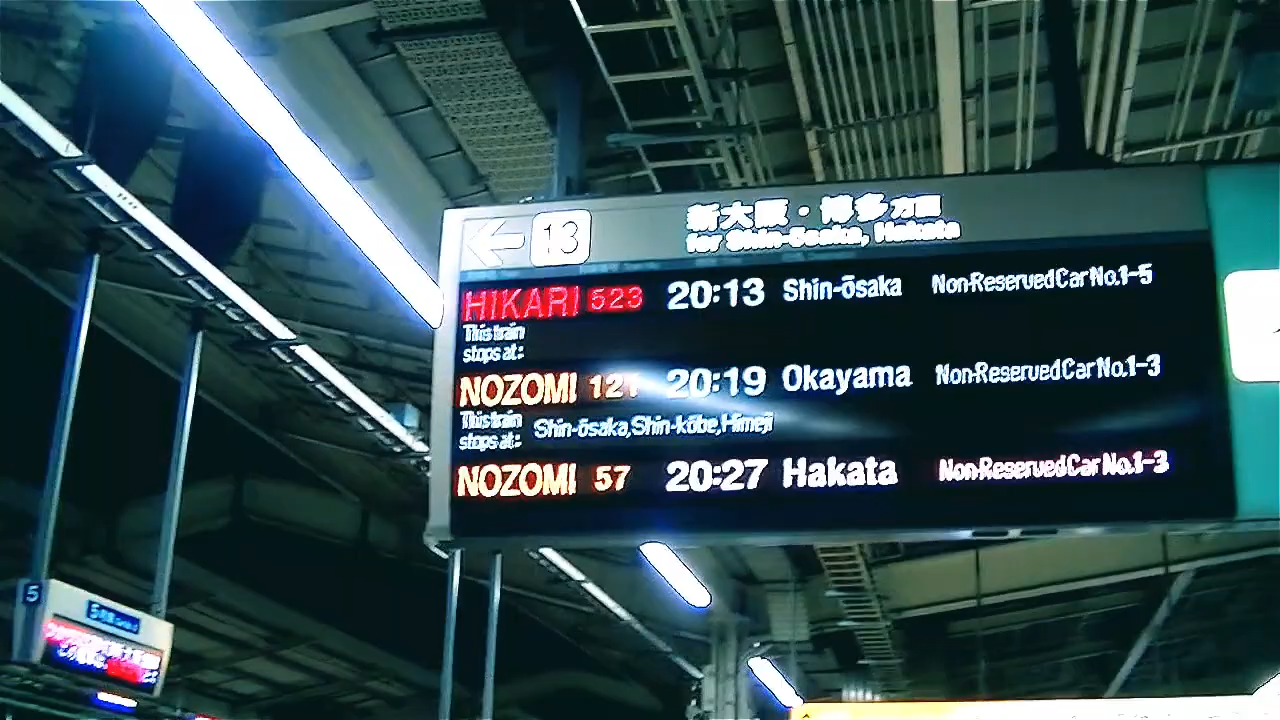 13
新大阪・博多方面
for Shin-ōsaka, Hakata
HIKARI 523 20:13 Shin-ōsaka Non-Reserved Car No.1-5
This train
stops at:
NOZOMI 121 20:19 Okayama Non-Reserved Car No.1-3
This train
stops at: Shin-ōsaka,Shin-kōbe,Himeji
NOZOMI 57 20:27 Hakata Non-Reserved Car No.1-3
5